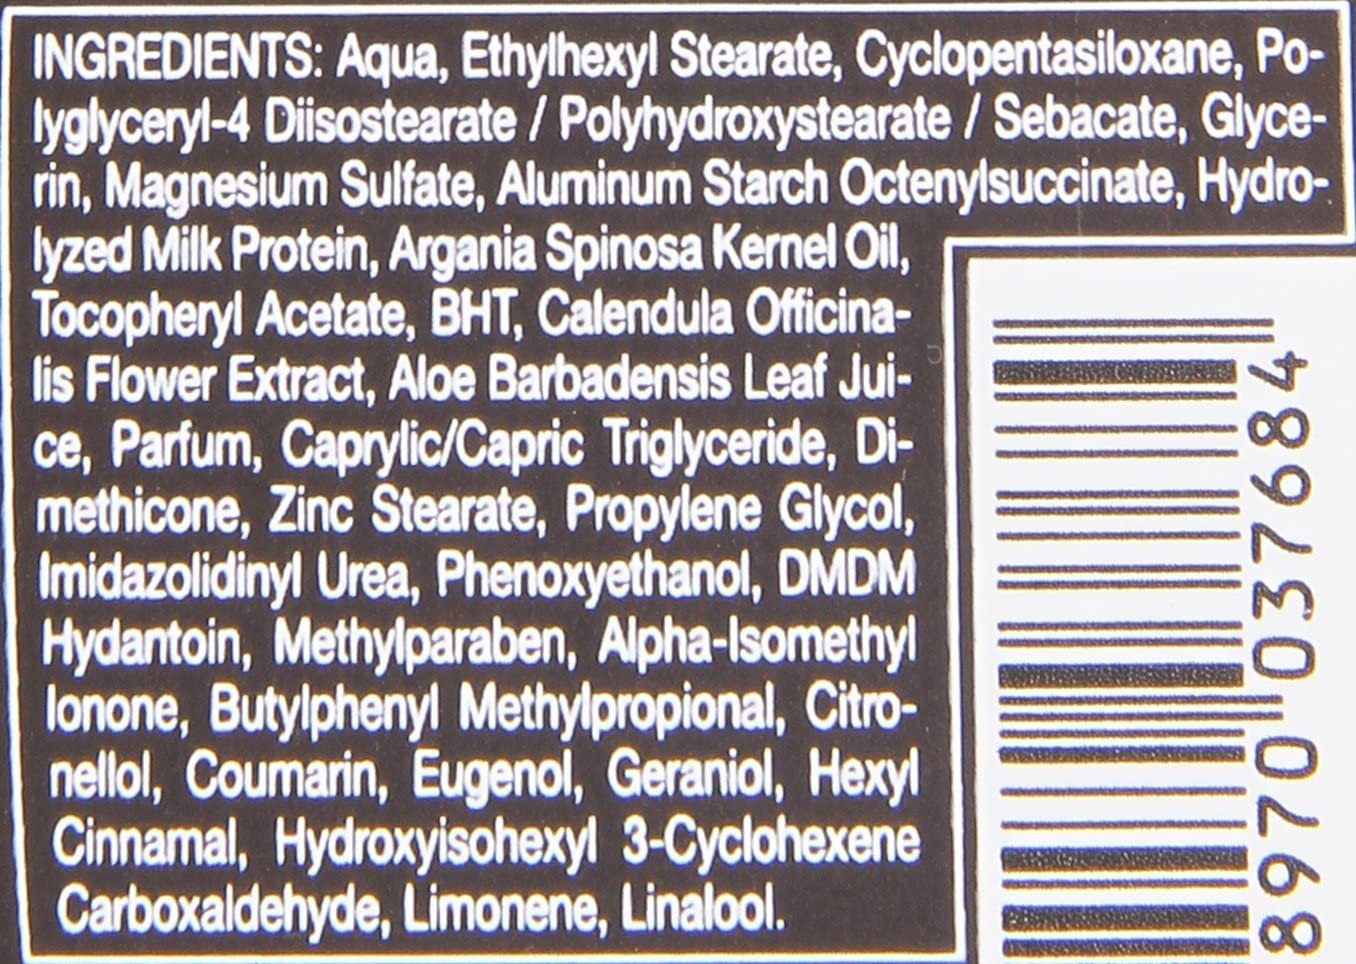 INGREDIENTS: Aqua, Ethylhexyl Stearate, Cyclopentasiloxane, Po-
lyglyceryl-4 Diisostearate / Polyhydroxystearate / Sebacate, Glyce-
rin, Magnesium Sulfate, Aluminum Starch Octenylsuccinate, Hydro-
lyzed Milk Protein, Argania Spinosa Kernel Oil,
Tocopheryl Acetate, BHT, Calendula Officina-
lis Flower Extract, Aloe Barbadensis Leaf Jui-
ce, Parfum, Caprylic/Capric Triglyceride, Di-
methicone, Zinc Stearate, Propylene Glycol,
Imidazolidinyl Urea, Phenoxyethanol, DMDM
Hydantoin, Methylparaben, Alpha-Isomethyl
Ionone, Butylphenyl Methylpropional, Citro-
nellol, Coumarin, Eugenol, Geraniol, Hexyl
Cinnamal, Hydroxyisohexyl 3-Cyclohexene
Carboxaldehyde, Limonene, Linalool.
8970 037684